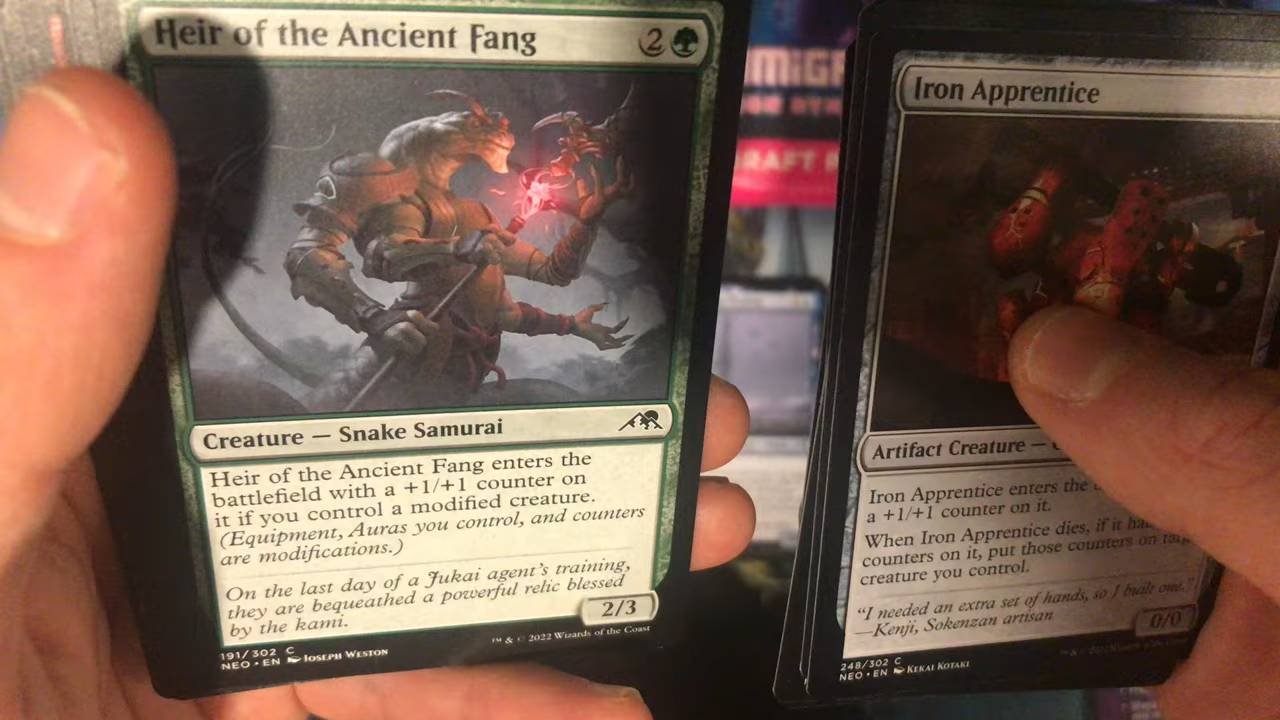 Heir of the Ancient Fang
2
Creature — Snake Samurai
Heir of the Ancient Fang enters the
battlefield with a +1/+1 counter on
it if you control a modified creature.
(Equipment, Auras you control, and counters
are modifications.)
On the last day of a Jukai agent's training,
they are bequeathed a powerful relic blessed
by the kami.
2/3
191/302 C
NEO • EN Joseph Weston
™ & © 2022 Wizards of the Coast
Iron Apprentice
Artifact Creature —
Iron Apprentice enters the
a +1/+1 counter on it.
When Iron Apprentice dies, if it
counters on it, put those counters on
creature you control.
"I needed an extra set of hands, so I built one."
—Kenji, Sokenzan artisan
0/0
248/302 C
NEO • EN Kekai Kotaki